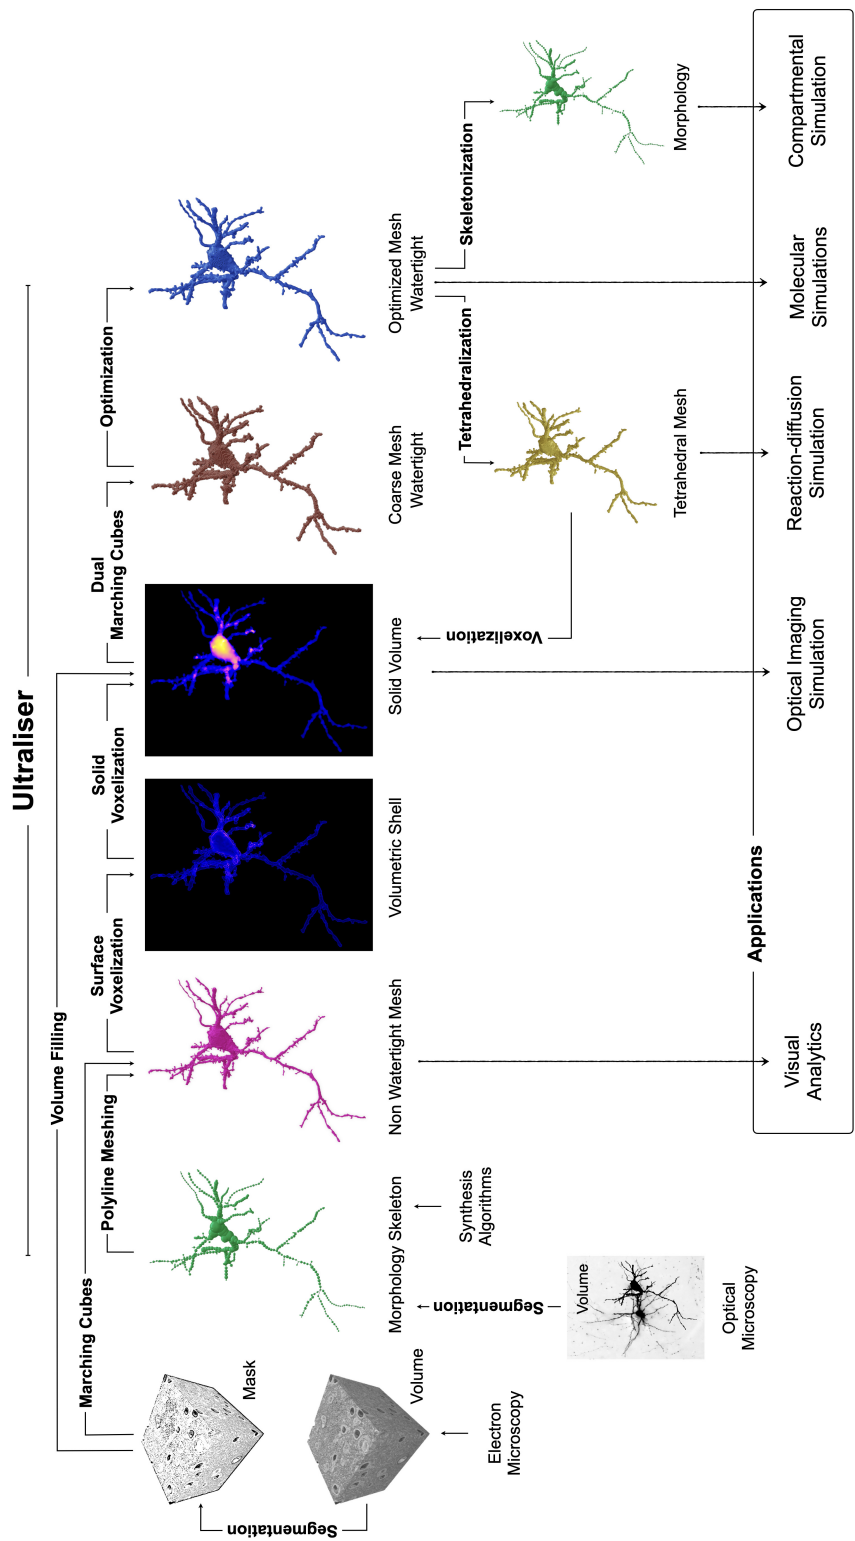 Ultraliser
Volume Filling
Marching Cubes
Polyline Meshing
Surface
Voxelization
Solid
Voxelization
Dual
Marching Cubes
Optimization
Segmentation
Mask
Volume
Electron
Microscopy
Morphology Skeleton
Segmentation
Synthesis
Algorithms
Volume
Optical
Microscopy
Non Watertight Mesh
Volumetric Shell
Solid Volume
Voxelization
Coarse Mesh
Watertight
Optimized Mesh
Watertight
Tetrahedralization
Skeletonization
Tetrahedral Mesh
Morphology
Applications
Visual
Analytics
Optical Imaging
Simulation
Reaction-diffusion
Simulation
Molecular
Simulations
Compartmental
Simulation